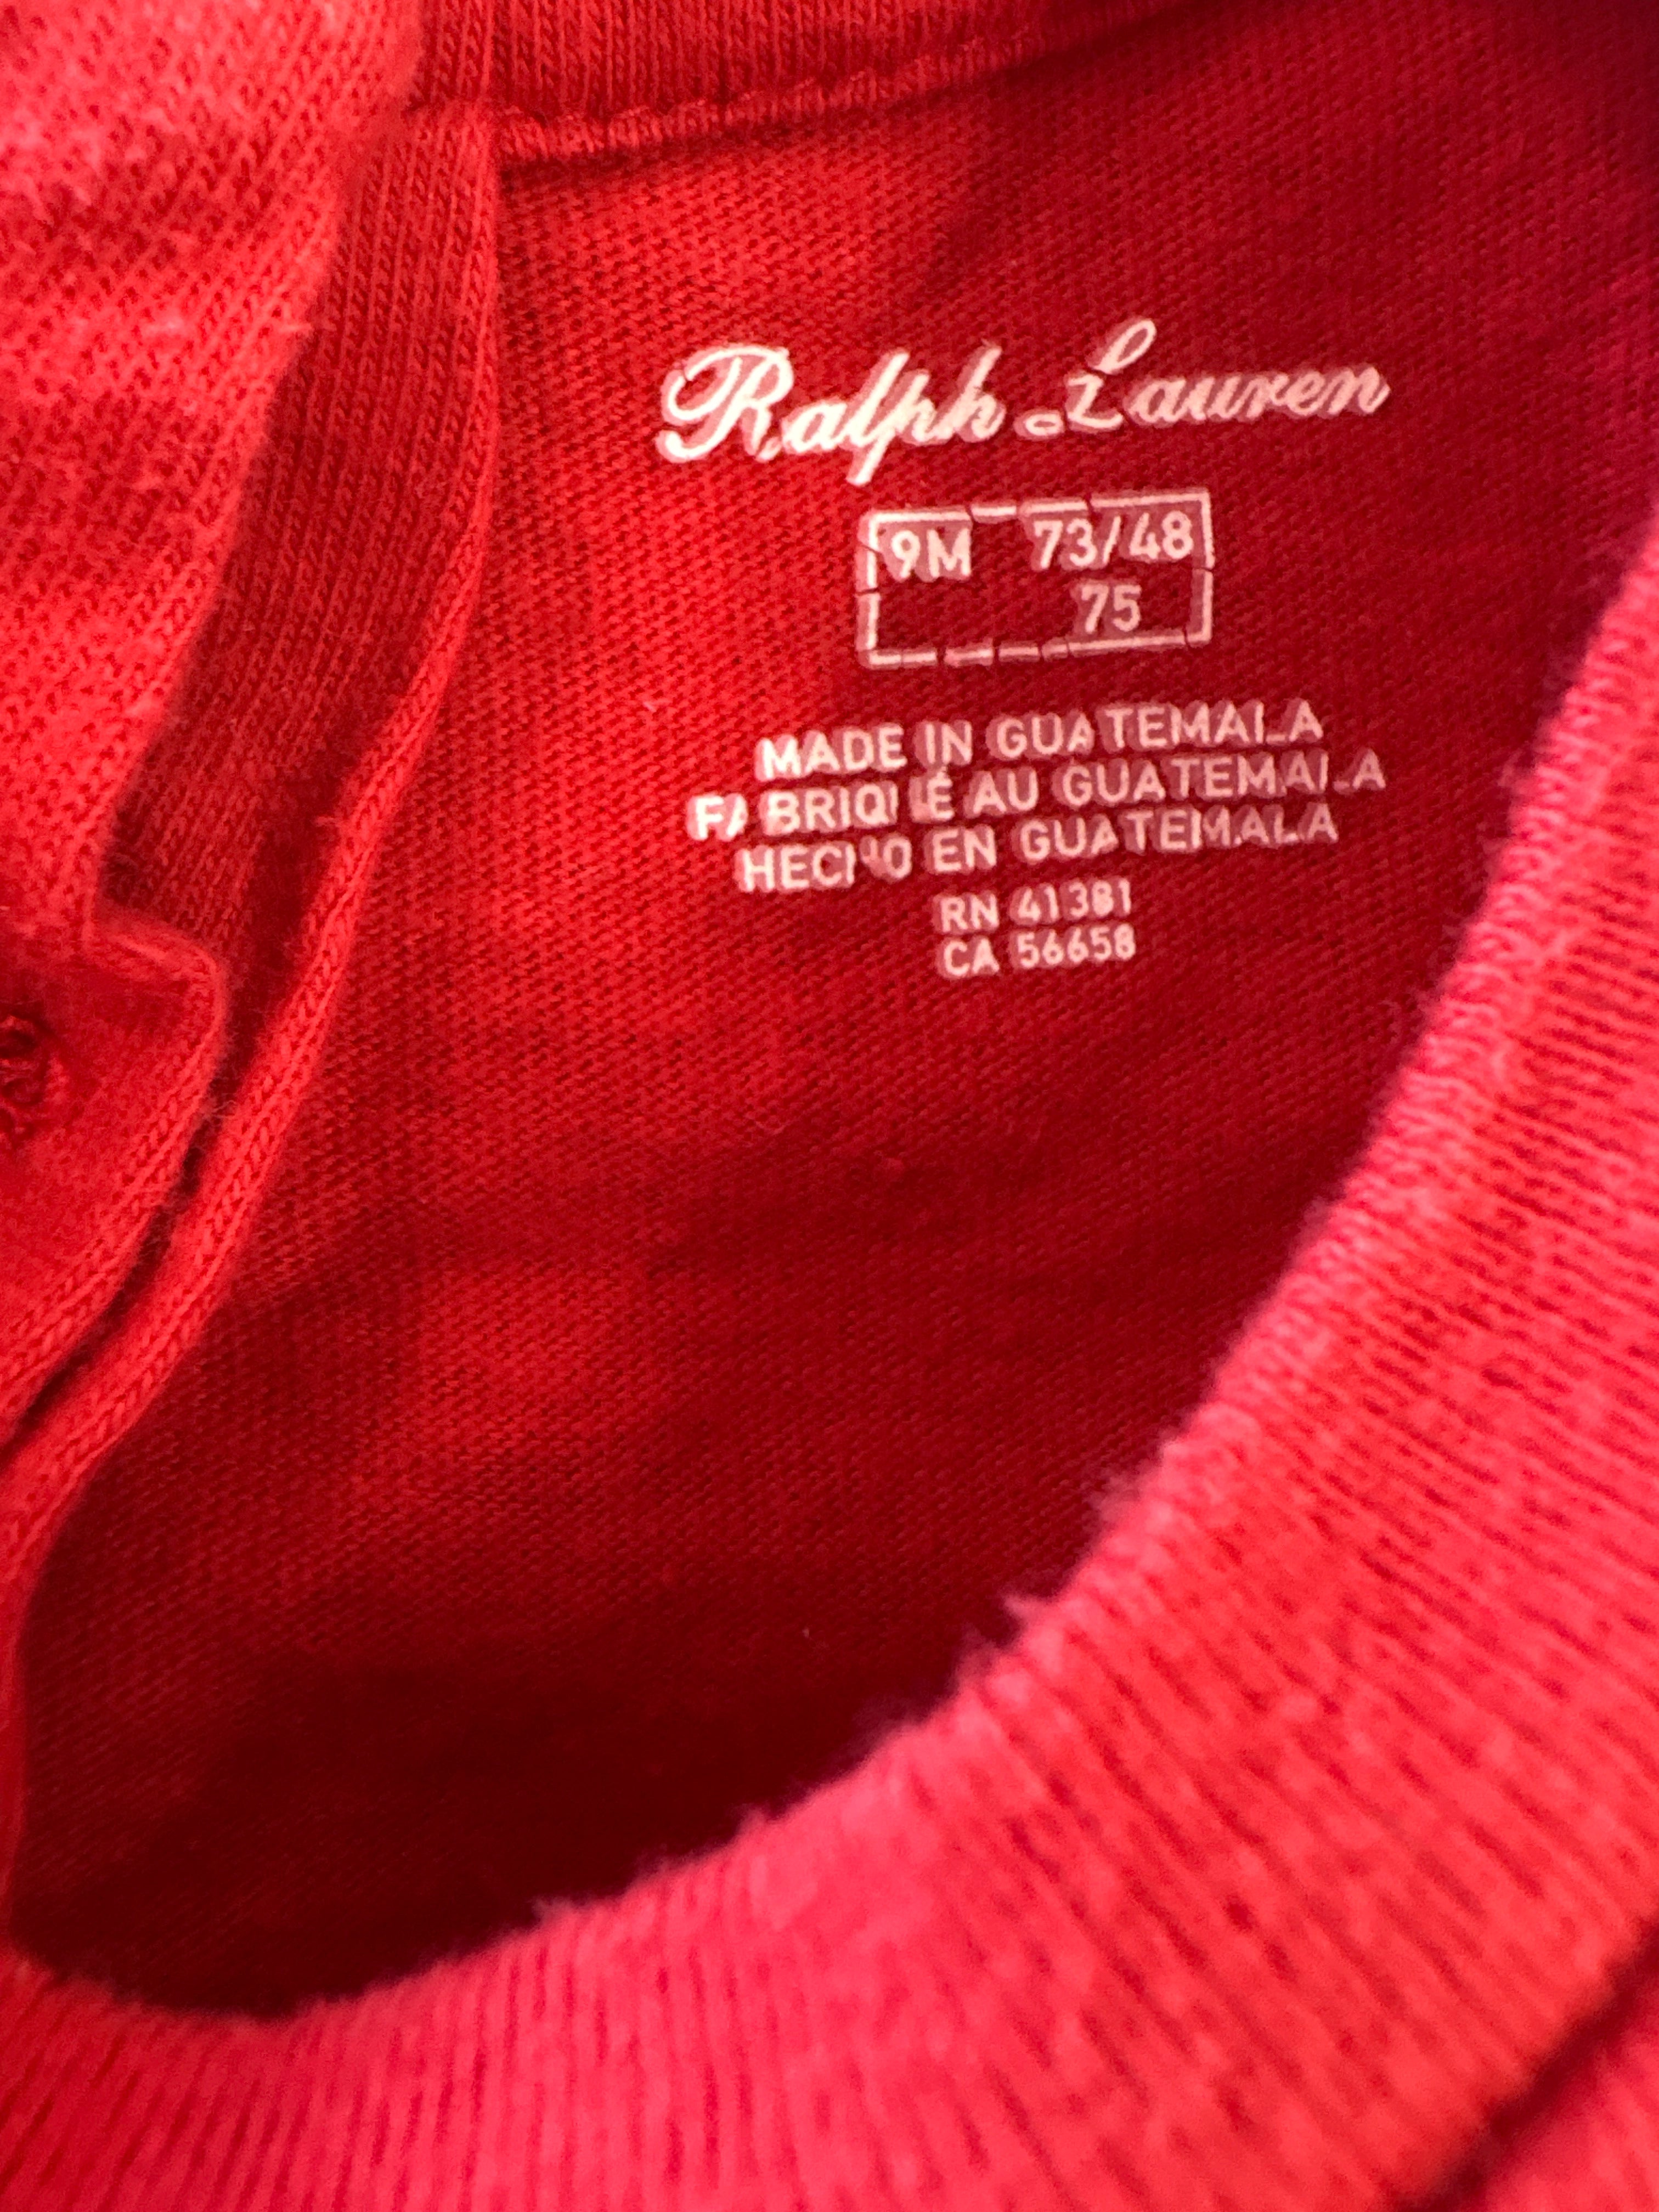 Ralph Lauren
9M 73/48
75
MADE IN GUATEMALA
FABRIQUÉ AU GUATEMALA
HECHO EN GUATEMALA
RN 41381
CA 56658